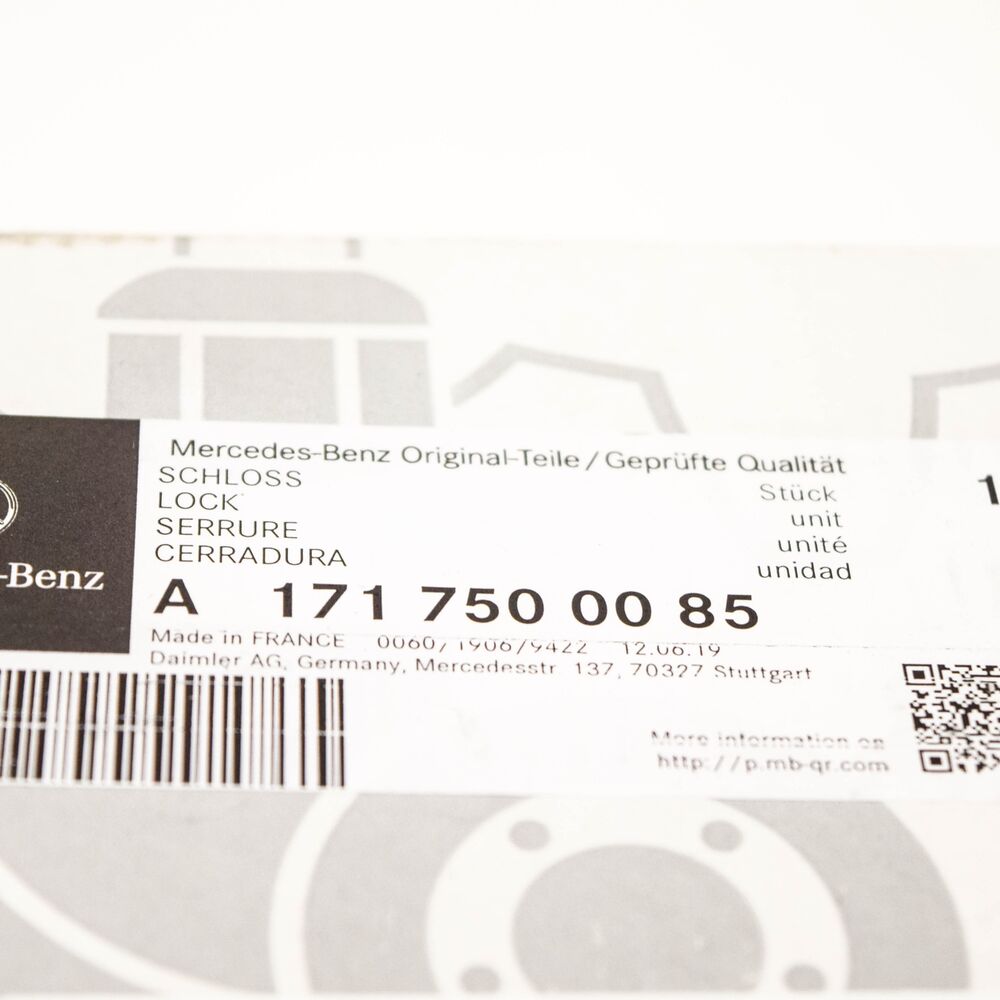 Mercedes-Benz Original-Teile / Geprüfte Qualität
SCHLOSS
LOCK
SERRURE
CERRADURA
Stück
unit
unité
unidad
1
-Benz
A 171 750 00 85
Made in FRANCE 0060/1906/9422 12.06.19
Daimler AG, Germany, Mercedesstr 137, 70327 Stuttgart
More information on
http://p.mb-qr.com